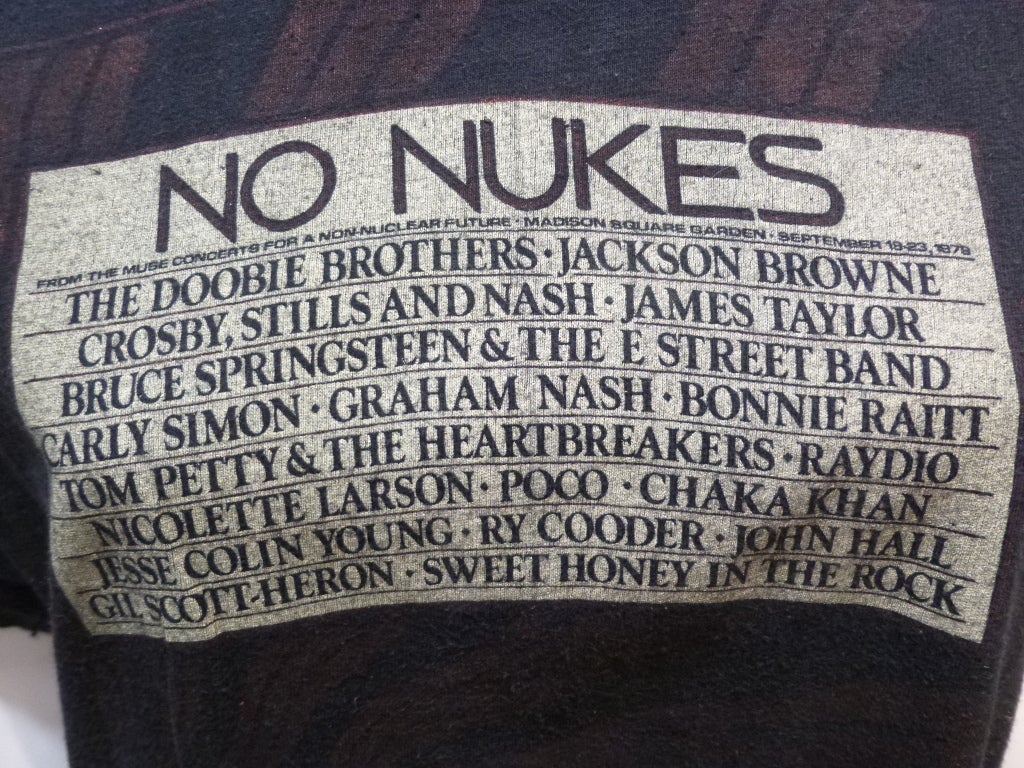 NO NUKES
FROM THE MUSE CONCERTS FOR A NON-NUCLEAR FUTURE · MADISON SQUARE GARDEN · SEPTEMBER 19-23, 1979
THE DOOBIE BROTHERS · JACKSON BROWNE
CROSBY, STILLS AND NASH · JAMES TAYLOR
BRUCE SPRINGSTEEN & THE E STREET BAND
CARLY SIMON · GRAHAM NASH · BONNIE RAITT
TOM PETTY & THE HEARTBREAKERS · RAYDIO
NICOLETTE LARSON · POCO · CHAKA KHAN
JESSE COLIN YOUNG · RY COODER · JOHN HALL
GIL SCOTT-HERON · SWEET HONEY IN THE ROCK